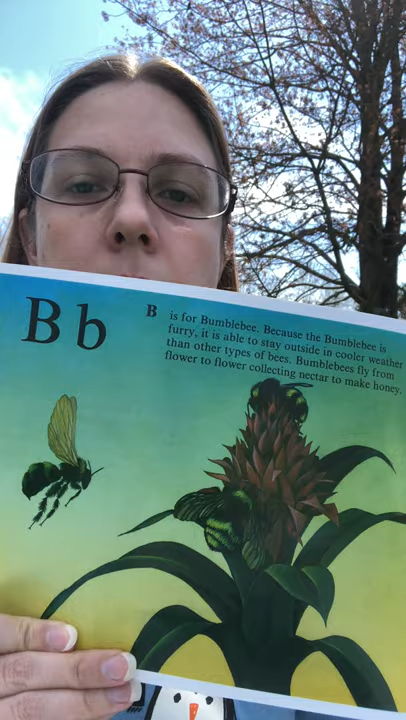 B b
B is for Bumblebee. Because the Bumblebee is
furry, it is able to stay outside in cooler weather
than other types of bees. Bumblebees fly from
flower to flower collecting nectar to make honey.